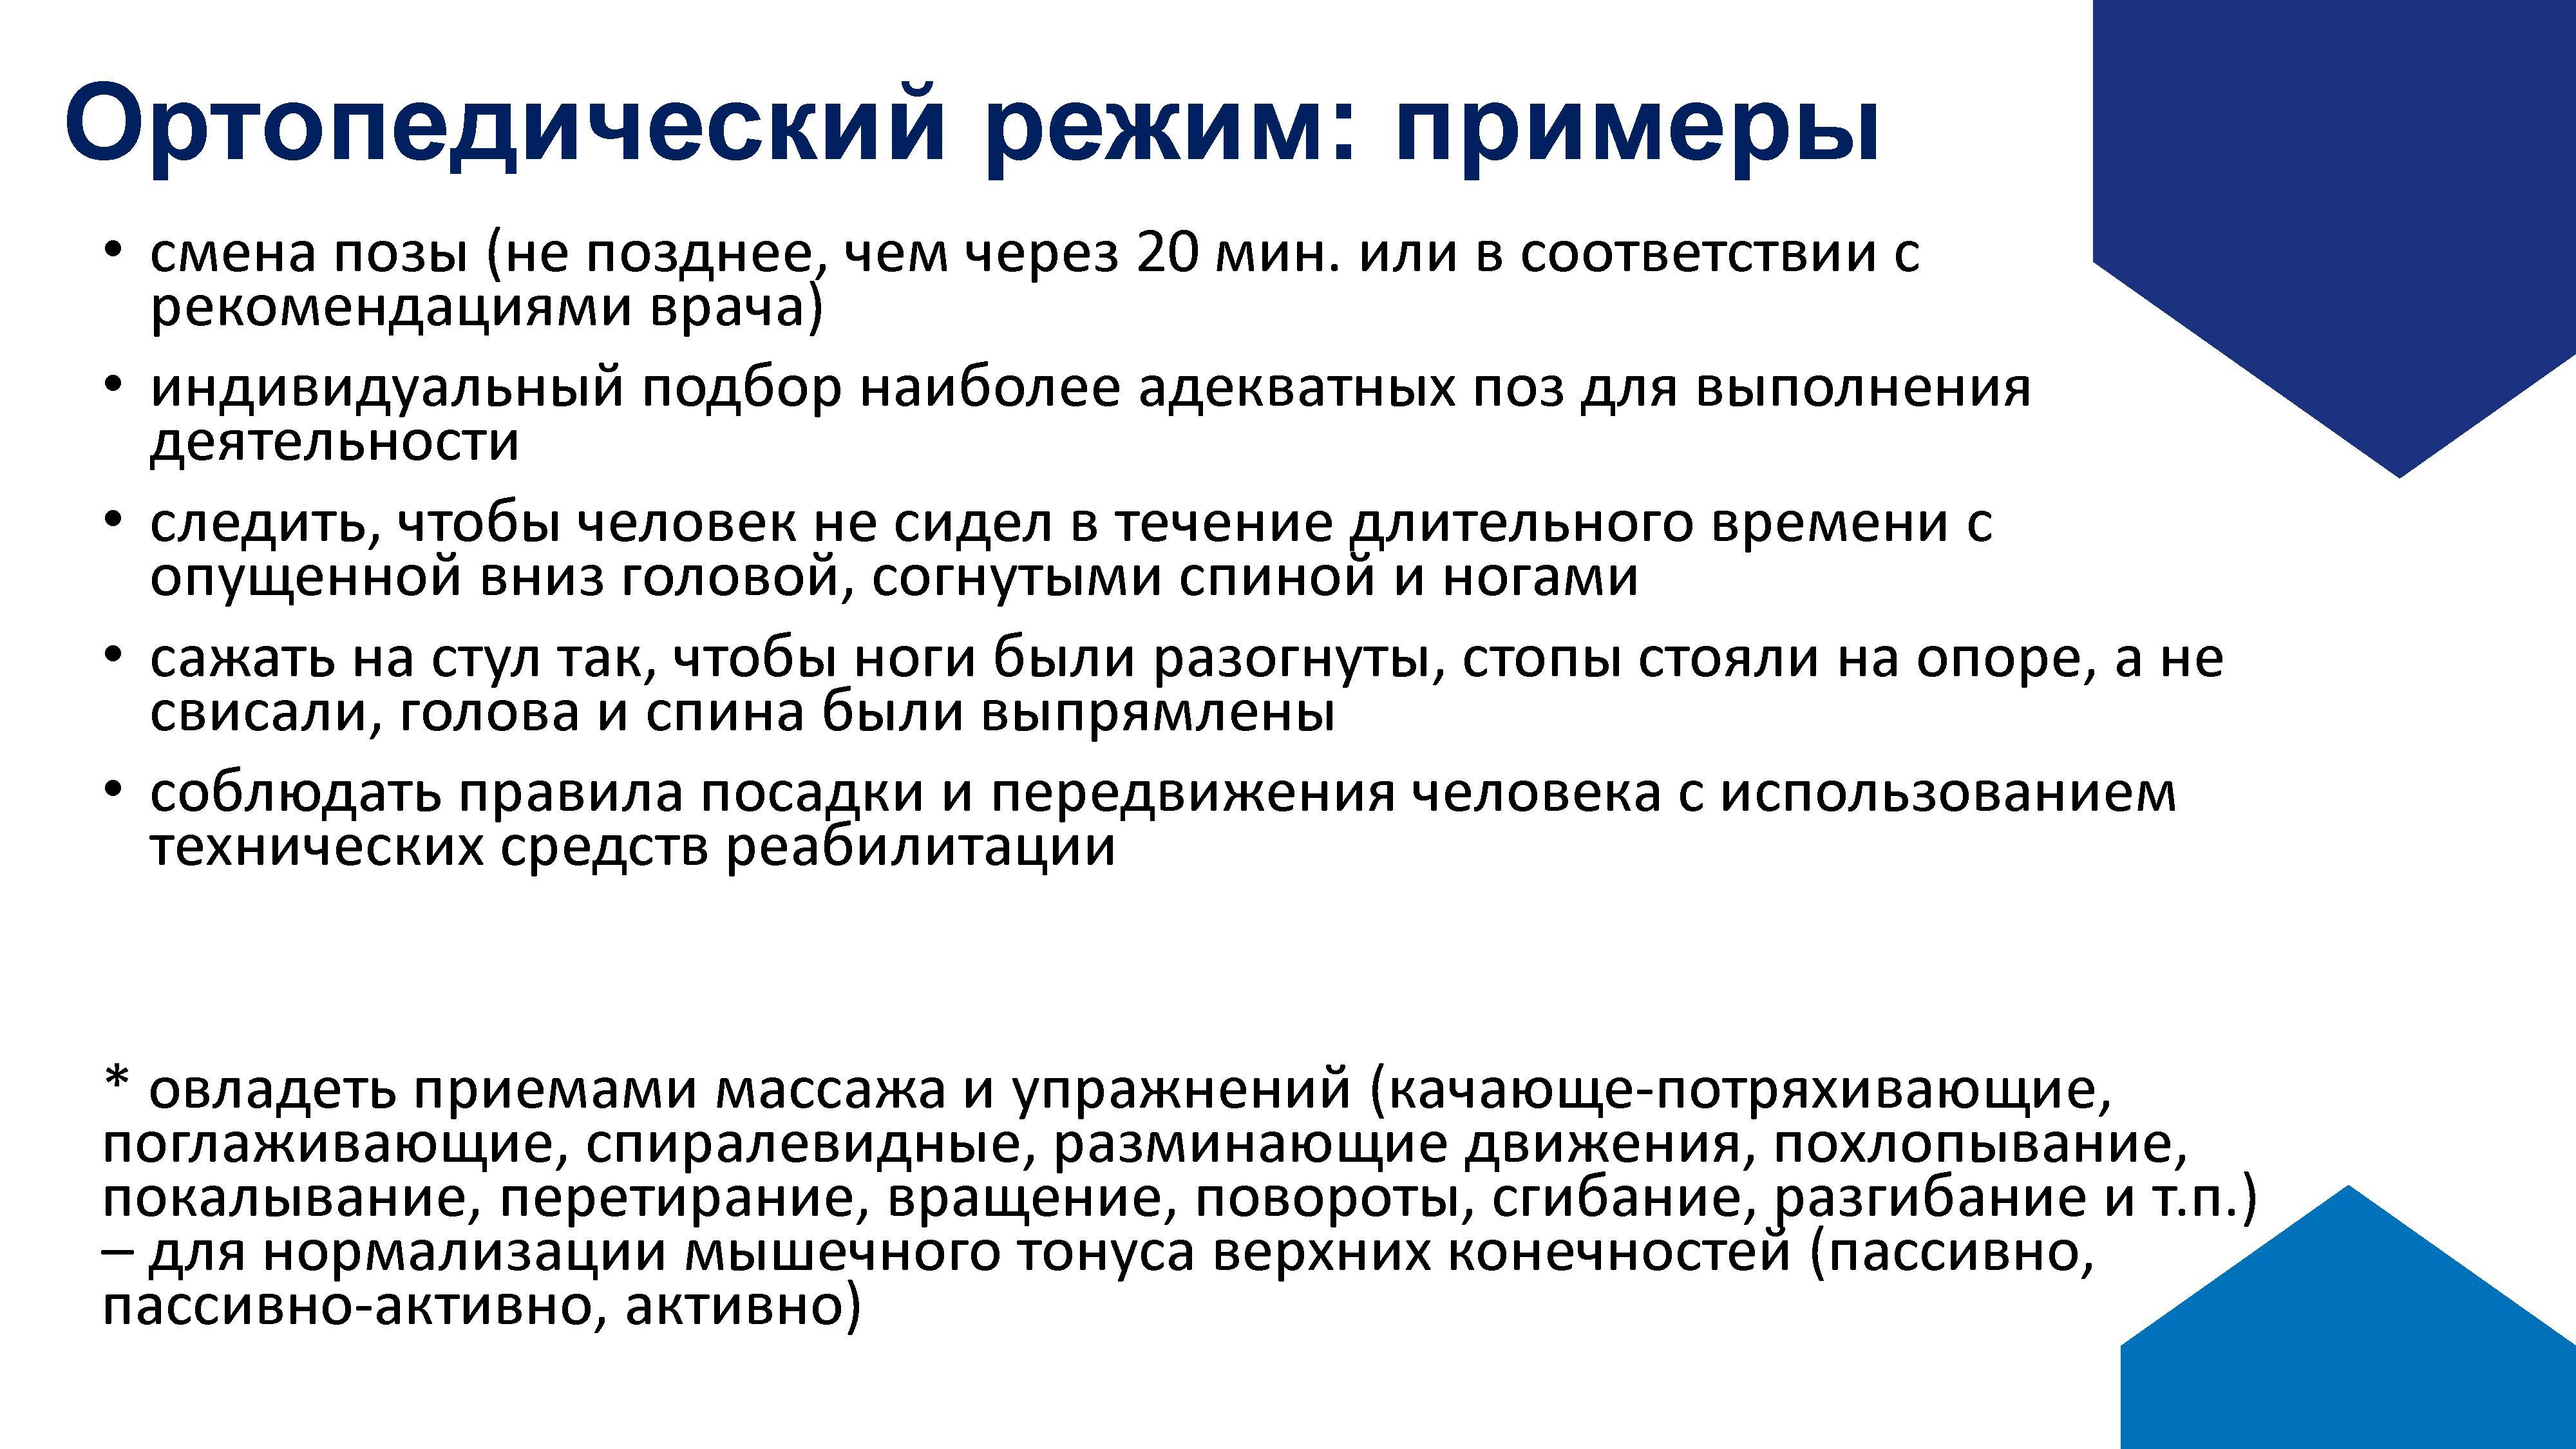 Ортопедический режим: примеры
• смена позы (не позднее, чем через 20 мин. или в соответствии с
рекомендациями врача)
• индивидуальный подбор наиболее адекватных поз для выполнения
деятельности
• следить, чтобы человек не сидел в течение длительного времени с
опущенной вниз головой, согнутыми спиной и ногами
• сажать на стул так, чтобы ноги были разогнуты, стопы стояли на опоре, а не
свисали, голова и спина были выпрямлены
• соблюдать правила посадки и передвижения человека с использованием
технических средств реабилитации
* овладеть приемами массажа и упражнений (качающе-потряхивающие,
поглаживающие, спиралевидные, разминающие движения, похлопывание,
покалывание, перетирание, вращение, повороты, сгибание, разгибание и т.п.)
– для нормализации мышечного тонуса верхних конечностей (пассивно,
пассивно-активно, активно)